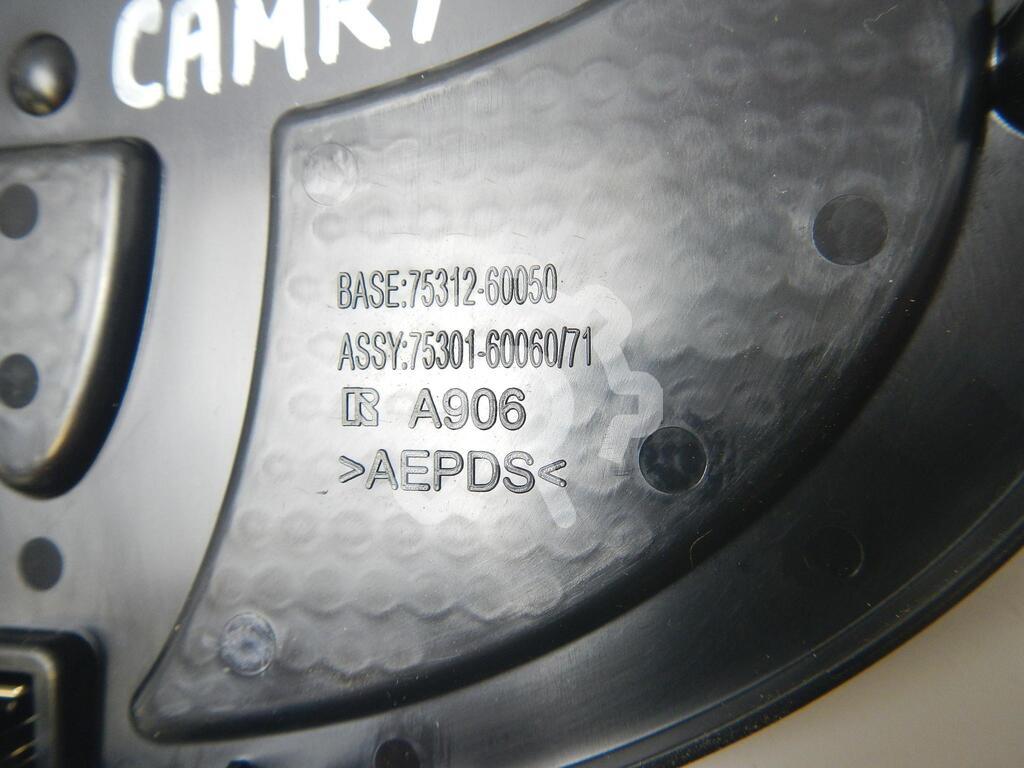 CAMRY
BASE:75312-60050
ASSY:75301-60060/71
R A906
>AEPDS<